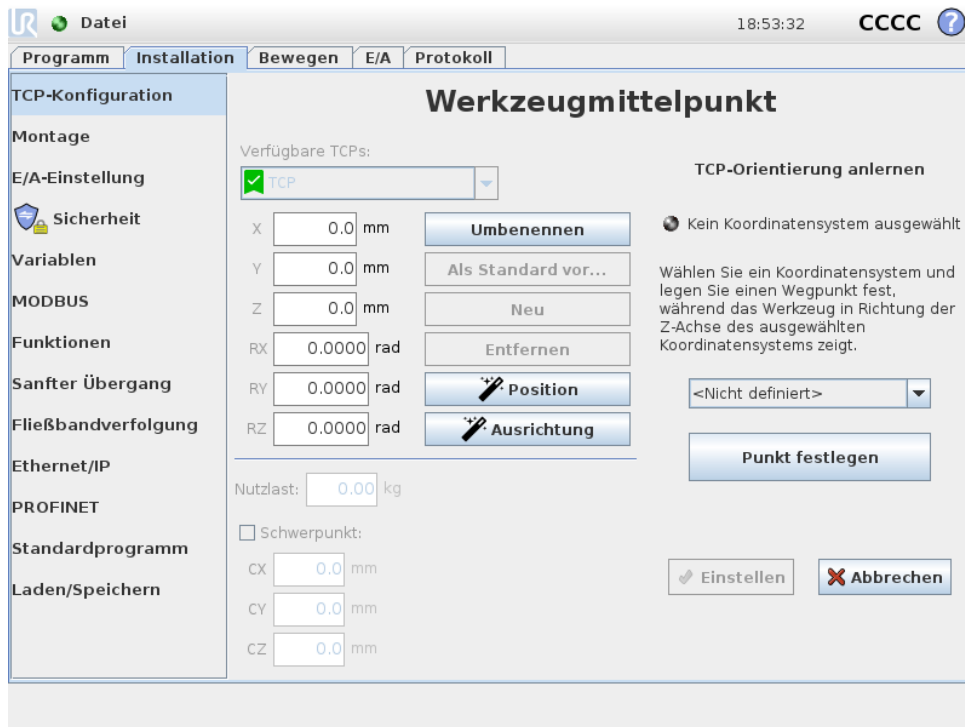 UR Datei 18:53:32 CCCC ?
Programm Installation Bewegen E/A Protokoll
TCP-Konfiguration
Montage
E/A-Einstellung
Sicherheit
Variablen
MODBUS
Funktionen
Sanfter Übergang
Fließbandverfolgung
Ethernet/IP
PROFINET
Standardprogramm
Laden/Speichern
Werkzeugmittelpunkt
Verfügbare TCPs:
TCP
X 0.0 mm Umbenennen
Y 0.0 mm Als Standard vor...
Z 0.0 mm Neu
RX 0.0000 rad Entfernen
RY 0.0000 rad Position
RZ 0.0000 rad Ausrichtung
Nutzlast: 0.00 kg
Schwerpunkt:
CX 0.0 mm
CY 0.0 mm
CZ 0.0 mm
TCP-Orientierung anlernen
Kein Koordinatensystem ausgewählt
Wählen Sie ein Koordinatensystem und
legen Sie einen Wegpunkt fest,
während das Werkzeug in Richtung der
Z-Achse des ausgewählten
Koordinatensystems zeigt.
<Nicht definiert>
Punkt festlegen
Einstellen Abbrechen